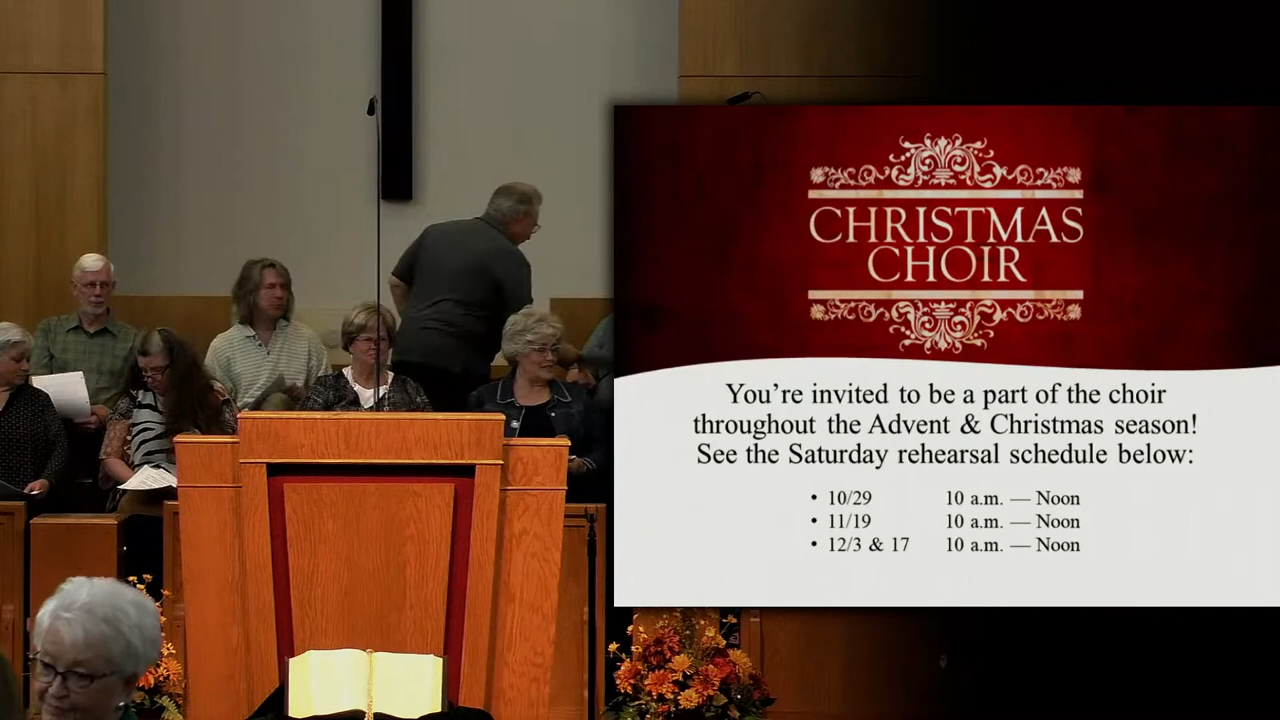 CHRISTMAS
CHOIR
You're invited to be a part of the choir
throughout the Advent & Christmas season!
See the Saturday rehearsal schedule below:
• 10/29 10 a.m. — Noon
• 11/19 10 a.m. — Noon
• 12/3 & 17 10 a.m. — Noon